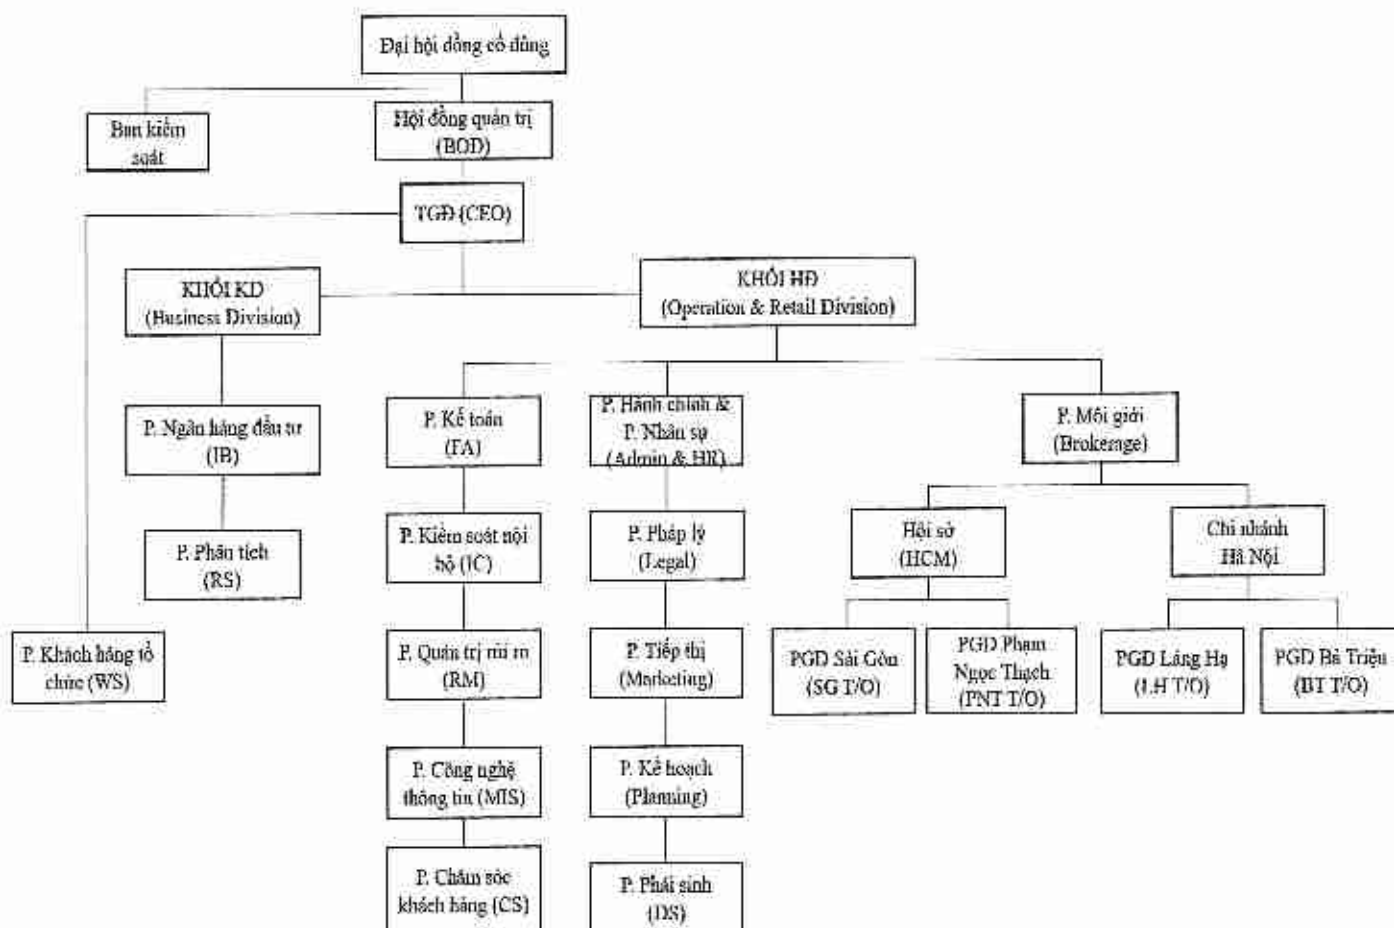 Đại hội đồng cổ đông
Ban kiểm
soát
Hội đồng quản trị
(BOD)
TGĐ (CEO)
KHỐI KD
(Business Division)
KHỐI HĐ
(Operation & Retail Division)
P. Ngân hàng đầu tư
(IB)
P. Kế toán
(FA)
P. Hành chính &
P. Nhân sự
(Admin & HR)
P. Môi giới
(Brokerage)
P. Phân tích
(RS)
P. Kiểm soát nội
bộ (IC)
P. Pháp lý
(Legal)
Hội sở
(HCM)
Chi nhánh
Hà Nội
P. Khách hàng tổ
chức (WS)
P. Quản trị rủi ro
(RM)
P. Tiếp thị
(Marketing)
PGD Sài Gòn
(SG T/O)
PGD Phạm
Ngọc Thạch
(PNT T/O)
PGD Láng Hạ
(LH T/O)
PGD Bà Triệu
(BT T/O)
P. Công nghệ
thông tin (MIS)
P. Kế hoạch
(Planning)
P. Chăm sóc
khách hàng (CS)
P. Phái sinh
(DS)